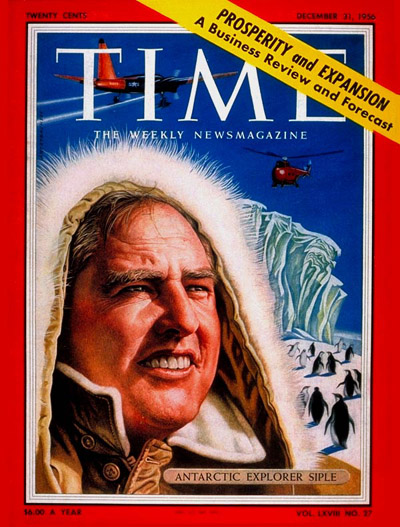 TWENTY CENTS
DECEMBER 31, 1956
PROSPERITY and EXPANSION
A Business Review and Forecast
TIME
THE WEEKLY NEWSMAGAZINE
ANTARCTIC EXPLORER SIPLE
$6.00 A YEAR
VOL. LXVIII NO. 27